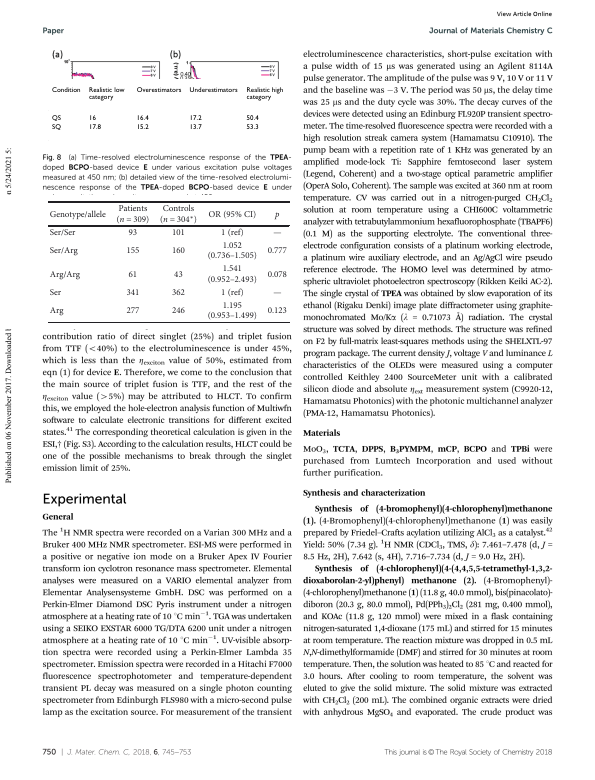 View Article Online
Paper
Journal of Materials Chemistry C
(a)
(b)
Condition Realistic low category Overestimators Underestimators Realistic high category
QS 16 16.4 17.2 50.4
SQ 17.8 15.2 13.7 53.3
Fig. 8 (a) Time-resolved electroluminescence response of the TPEA-
doped BCPO-based device E under various excitation pulse voltages
measured at 450 nm; (b) detailed view of the time-resolved electrolumi-
nescence response of the TPEA-doped BCPO-based device E under
Genotype/allele Patients (n = 309) Controls (n = 304*) OR (95% CI) p
Ser/Ser 93 101 1 (ref) —
Ser/Arg 155 160 1.052 (0.736–1.505) 0.777
Arg/Arg 61 43 1.541 (0.952–2.493) 0.078
Ser 341 362 1 (ref) —
Arg 277 246 1.195 (0.953–1.499) 0.123
contribution ratio of direct singlet (25%) and triplet fusion
from TTF (<40%) to the electroluminescence is under 45%,
which is less than the ηexciton value of 50%, estimated from
eqn (1) for device E. Therefore, we come to the conclusion that
the main source of triplet fusion is TTF, and the rest of the
ηexciton value (>5%) may be attributed to HLCT. To confirm
this, we employed the hole-electron analysis function of Multiwfn
software to calculate electronic transitions for different excited
states.41 The corresponding theoretical calculation is given in the
ESI,† (Fig. S3). According to the calculation results, HLCT could be
one of the possible mechanisms to break through the singlet
emission limit of 25%.
Experimental
General
The 1H NMR spectra were recorded on a Varian 300 MHz and a
Bruker 400 MHz NMR spectrometer. ESI-MS were performed in
a positive or negative ion mode on a Bruker Apex IV Fourier
transform ion cyclotron resonance mass spectrometer. Elemental
analyses were measured on a VARIO elemental analyzer from
Elementar Analysensysteme GmbH. DSC was performed on a
Perkin-Elmer Diamond DSC Pyris instrument under a nitrogen
atmosphere at a heating rate of 10 °C min−1. TGA was undertaken
using a SEIKO EXSTAR 6000 TG/DTA 6200 unit under a nitrogen
atmosphere at a heating rate of 10 °C min−1. UV-visible absorp-
tion spectra were recorded using a Perkin-Elmer Lambda 35
spectrometer. Emission spectra were recorded in a Hitachi F7000
fluorescence spectrophotometer and temperature-dependent
transient PL decay was measured on a single photon counting
spectrometer from Edinburgh FLS980 with a micro-second pulse
lamp as the excitation source. For measurement of the transient
electroluminescence characteristics, short-pulse excitation with
a pulse width of 15 μs was generated using an Agilent 8114A
pulse generator. The amplitude of the pulse was 9 V, 10 V or 11 V
and the baseline was −3 V. The period was 50 μs, the delay time
was 25 μs and the duty cycle was 30%. The decay curves of the
devices were detected using an Edinburg FL920P transient spectro-
meter. The time-resolved fluorescence spectra were recorded with a
high resolution streak camera system (Hamamatsu C10910). The
pump beam with a repetition rate of 1 KHz was generated by an
amplified mode-lock Ti: Sapphire femtosecond laser system
(Legend, Coherent) and a two-stage optical parametric amplifier
(OperA Solo, Coherent). The sample was excited at 360 nm at room
temperature. CV was carried out in a nitrogen-purged CH2Cl2
solution at room temperature using a CHI600C voltammetric
analyzer with tetrabutylammonium hexafluorophosphate (TBAPF6)
(0.1 M) as the supporting electrolyte. The conventional three-
electrode configuration consists of a platinum working electrode,
a platinum wire auxiliary electrode, and an Ag/AgCl wire pseudo
reference electrode. The HOMO level was determined by atmo-
spheric ultraviolet photoelectron spectroscopy (Rikken Keiki AC-2).
The single crystal of TPEA was obtained by slow evaporation of its
ethanol (Rigaku Denki) image plate diffractometer using graphite-
monochromated Mo/Kα (λ = 0.71073 Å) radiation. The crystal
structure was solved by direct methods. The structure was refined
on F2 by full-matrix least-squares methods using the SHELXTL-97
program package. The current density J, voltage V and luminance L
characteristics of the OLEDs were measured using a computer
controlled Keithley 2400 SourceMeter unit with a calibrated
silicon diode and absolute ηext measurement system (C9920-12,
Hamamatsu Photonics) with the photonic multichannel analyzer
(PMA-12, Hamamatsu Photonics).
Materials
MoO3, TCTA, DPPS, B3PYMPM, mCP, BCPO and TPBi were
purchased from Lumtech Incorporation and used without
further purification.
Synthesis and characterization
Synthesis of (4-bromophenyl)(4-chlorophenyl)methanone
(1). (4-Bromophenyl)(4-chlorophenyl)methanone (1) was easily
prepared by Friedel–Crafts acylation utilizing AlCl3 as a catalyst.42
Yield: 50% (7.34 g). 1H NMR (CDCl3, TMS, δ): 7.461–7.478 (d, J =
8.5 Hz, 2H), 7.642 (s, 4H), 7.716–7.734 (d, J = 9.0 Hz, 2H).
Synthesis of (4-chlorophenyl)(4-(4,4,5,5-tetramethyl-1,3,2-
dioxaborolan-2-yl)phenyl) methanone (2). (4-Bromophenyl)-
(4-chlorophenyl)methanone (1) (11.8 g, 40.0 mmol), bis(pinacolato)-
diboron (20.3 g, 80.0 mmol), Pd(PPh3)2Cl2 (281 mg, 0.400 mmol),
and KOAc (11.8 g, 120 mmol) were mixed in a flask containing
nitrogen-saturated 1,4-dioxane (175 mL) and stirred for 15 minutes
at room temperature. The reaction mixture was dropped in 0.5 mL
N,N-dimethylformamide (DMF) and stirred for 30 minutes at room
temperature. Then, the solution was heated to 85 °C and reacted for
3.0 hours. After cooling to room temperature, the solvent was
eluted to give the solid mixture. The solid mixture was extracted
with CH2Cl2 (200 mL). The combined organic extracts were dried
with anhydrous MgSO4 and evaporated. The crude product was
Published on 06 November 2017. Downloaded
n 5/24/2021 5:
750 | J. Mater. Chem. C, 2018, 6, 745–753
This journal is © The Royal Society of Chemistry 2018